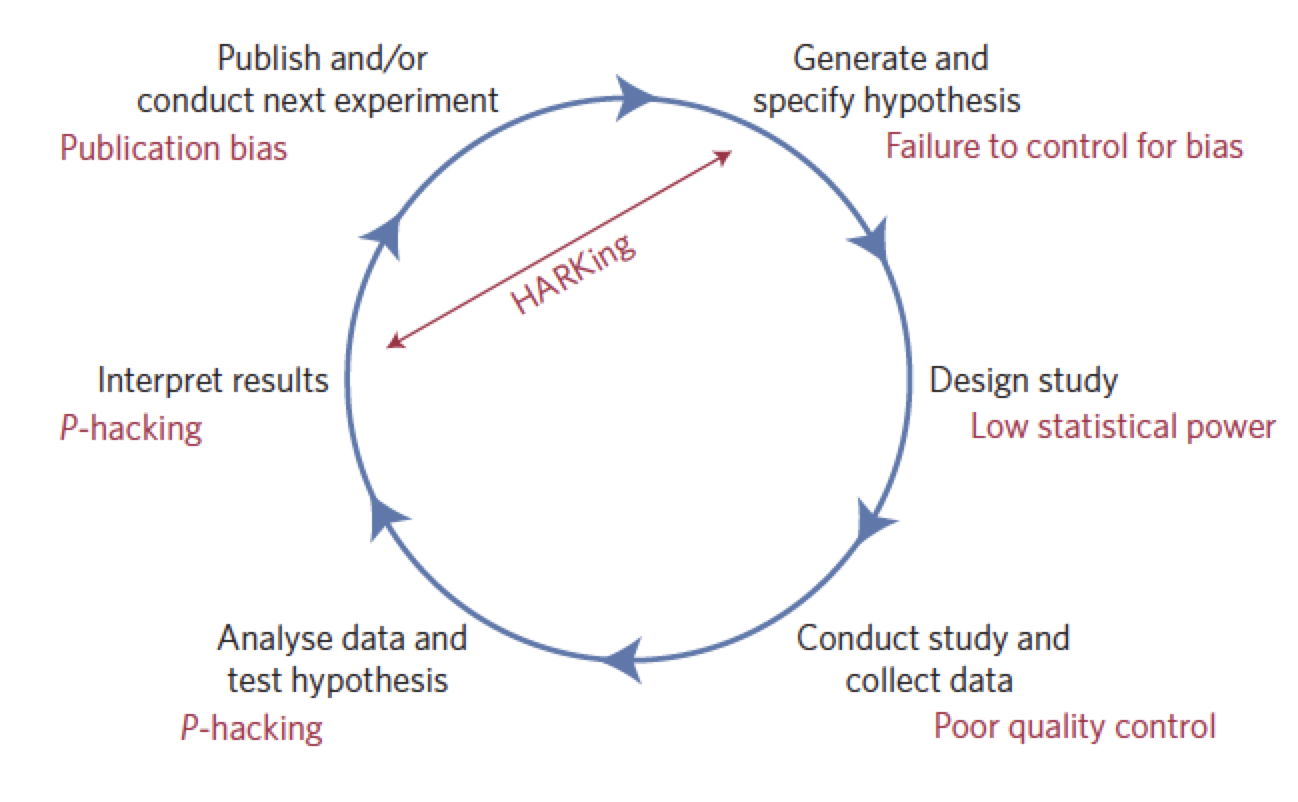 Publish and/or
conduct next experiment
Publication bias
Generate and
specify hypothesis
Failure to control for bias
HARKing
Interpret results
P-hacking
Design study
Low statistical power
Analyse data and
test hypothesis
P-hacking
Conduct study and
collect data
Poor quality control